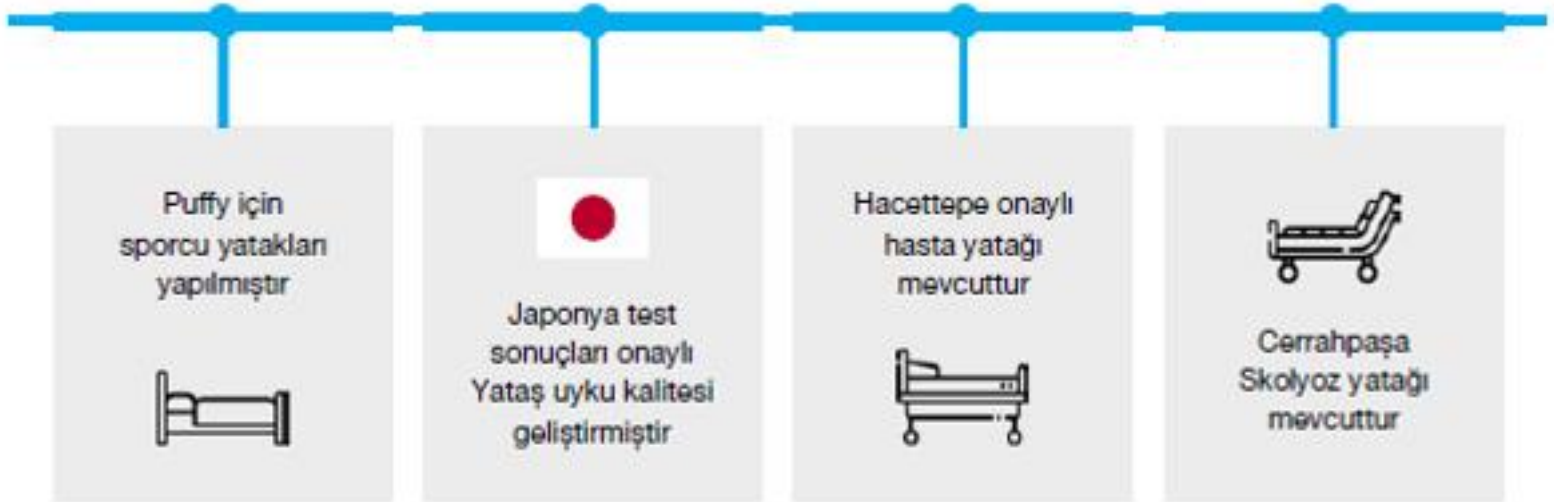 Puffy için
sporcu yatakları
yapılmıştır
Japonya test
sonuçları onaylı
Yataş uyku kalitesi
geliştirmiştir
Hacettepe onaylı
hasta yatağı
mevcuttur
Cerrahpaşa
Skolyoz yatağı
mevcuttur